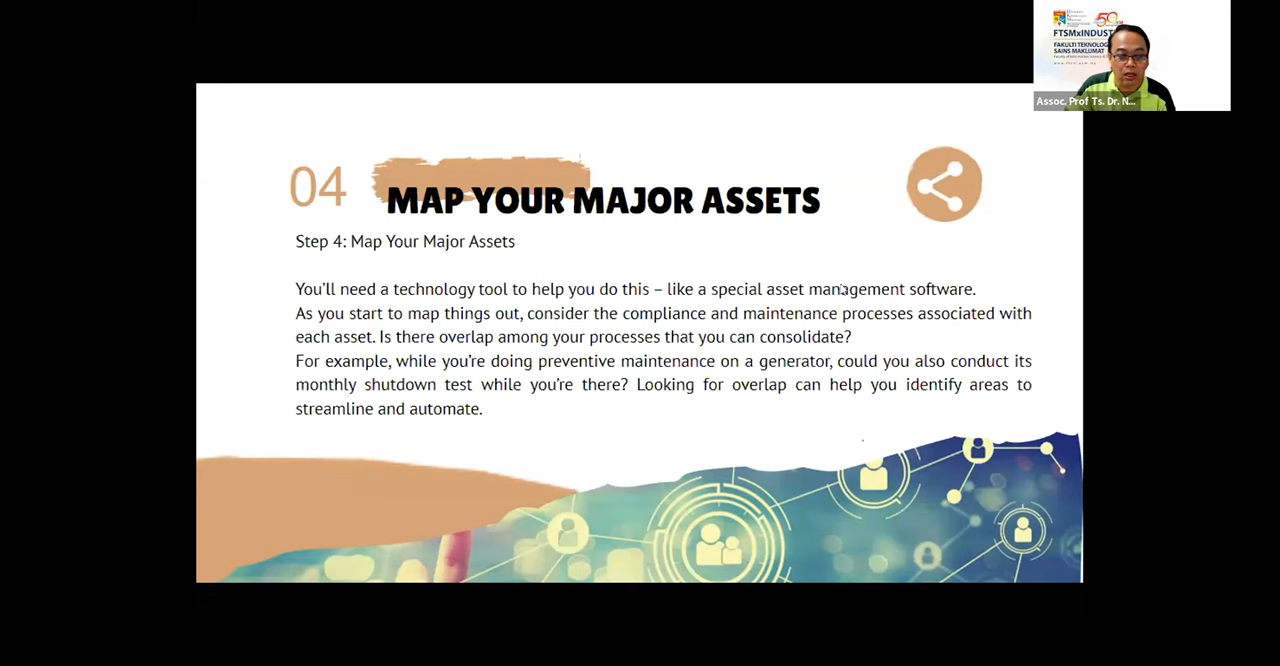 50
FTSMxINDUST
FAKULTI TEKNOLOG
SAINS MAKLUMAT
Assoc. Prof Ts. Dr. N...
04
MAP YOUR MAJOR ASSETS
Step 4: Map Your Major Assets
You’ll need a technology tool to help you do this – like a special asset management software.
As you start to map things out, consider the compliance and maintenance processes associated with
each asset. Is there overlap among your processes that you can consolidate?
For example, while you’re doing preventive maintenance on a generator, could you also conduct its
monthly shutdown test while you’re there? Looking for overlap can help you identify areas to
streamline and automate.